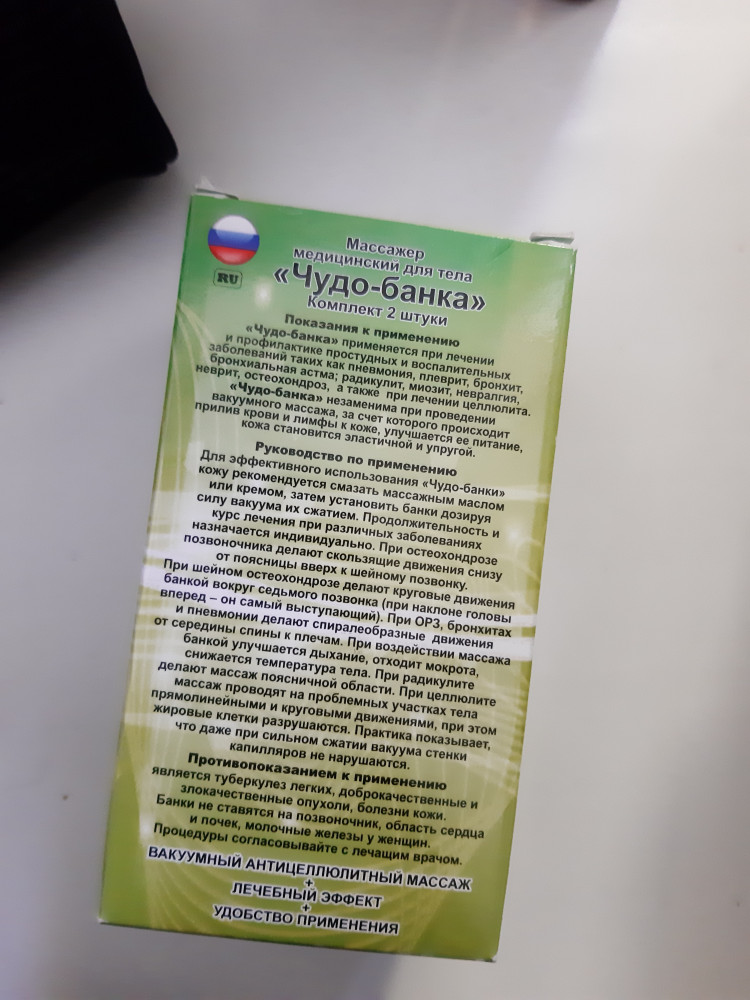 RU
Массажер
медицинский для тела
«Чудо-банка»
Комплект 2 штуки
Показания к применению
«Чудо-банка» применяется при лечении
и профилактике простудных и воспалительных
заболеваний таких как пневмония, плеврит, бронхит,
бронхиальная астма; радикулит, миозит, невралгия,
неврит, остеохондроз, а также при лечении целлюлита.
«Чудо-банка» незаменима при проведении
вакуумного массажа, за счет которого происходит
прилив крови и лимфы к коже, улучшается ее питание,
кожа становится эластичной и упругой.
Руководство по применению
Для эффективного использования «Чудо-банки»
кожу рекомендуется смазать массажным маслом
или кремом, затем установить банки дозируя
силу вакуума их сжатием. Продолжительность и
курс лечения при различных заболеваниях
назначается индивидуально. При остеохондрозе
позвоночника делают скользящие движения снизу
от поясницы вверх к шейному позвонку.
При шейном остеохондрозе делают круговые движения
банкой вокруг седьмого позвонка (при наклоне головы
вперед – он самый выступающий). При ОРЗ, бронхитах
и пневмонии делают спиралеобразные движения
от середины спины к плечам. При воздействии массажа
банкой улучшается дыхание, отходит мокрота,
снижается температура тела. При радикулите
делают массаж поясничной области. При целлюлите
массаж проводят на проблемных участках тела
прямолинейными и круговыми движениями, при этом
жировые клетки разрушаются. Практика показывает,
что даже при сильном сжатии вакуума стенки
капилляров не нарушаются.
Противопоказанием к применению
является туберкулез легких, доброкачественные и
злокачественные опухоли, болезни кожи.
Банки не ставятся на позвоночник, область сердца
и почек, молочные железы у женщин.
Процедуры согласовывайте с лечащим врачом.
ВАКУУМНЫЙ АНТИЦЕЛЛЮЛИТНЫЙ МАССАЖ
+
ЛЕЧЕБНЫЙ ЭФФЕКТ
+
УДОБСТВО ПРИМЕНЕНИЯ